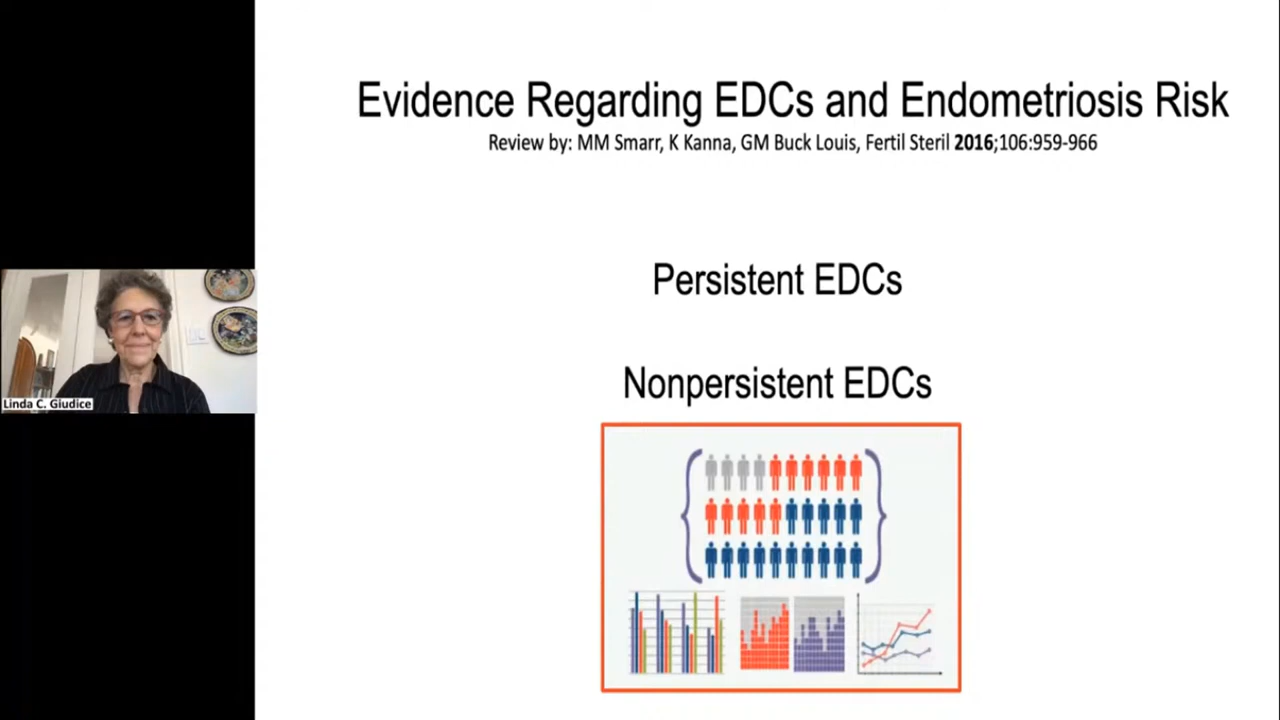 Evidence Regarding EDCs and Endometriosis Risk
Review by: MM Smarr, K Kanna, GM Buck Louis, Fertil Steril 2016;106:959-966
Persistent EDCs
Nonpersistent EDCs
Linda C. Giudice